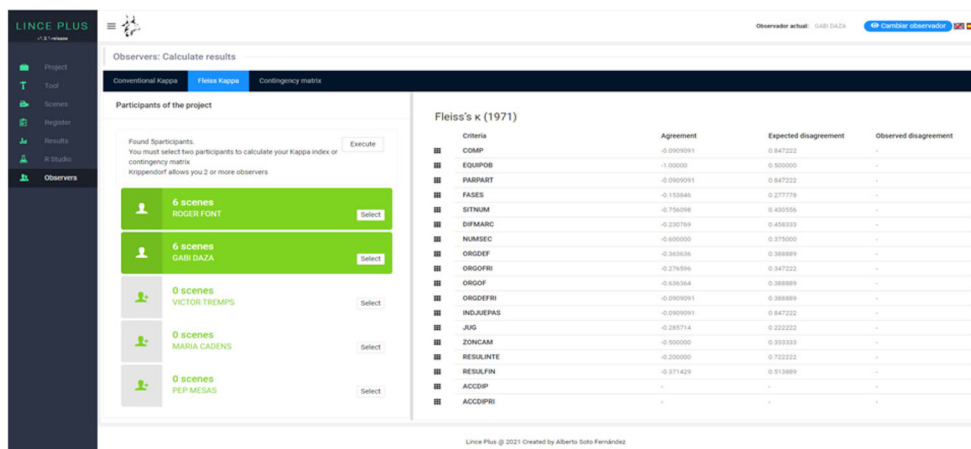 LINCE PLUS
v1.3.1-release
Project
Tool
Scenes
Register
Results
R Studio
Observers
Observador actual: GABI DAZA
Cambiar observador
Observers: Calculate results
Conventional Kappa Fleiss Kappa Contingency matrix
Participants of the project
Found 5participants.
You must select two participants to calculate your Kappa index or
contingency matrix
Krippendorf allows you 2 or more observers
Execute
6 scenes
ROGER FONT
Select
6 scenes
GABI DAZA
Select
0 scenes
VICTOR TREMPS
Select
0 scenes
MARIA CADENS
Select
0 scenes
PEP MESAS
Select
Fleiss's κ (1971)
Criteria Agreement Expected disagreement Observed disagreement
COMP -0.0909091 0.847222 -
EQUIPOB -1.00000 0.500000 -
PARPART -0.0909091 0.847222 -
FASES -0.153846 0.277778 -
SITNUM -0.756098 0.430556 -
DIFMARC -0.230769 0.458333 -
NUMSEC -0.600000 0.375000 -
ORGDEF -0.363636 0.388889 -
ORGOFRI -0.276596 0.347222 -
ORGOF -0.636364 0.388889 -
ORGDEFRI -0.0909091 0.388889 -
INDJUEPAS -0.0909091 0.847222 -
JUG -0.285714 0.222222 -
ZONCAM -0.500000 0.333333 -
RESULINTE -0.200000 0.722222 -
RESULFIN -0.371429 0.513889 -
ACCDIP - - -
ACCDIPRI - - -
Lince Plus @ 2021 Created by Alberto Soto Fernández